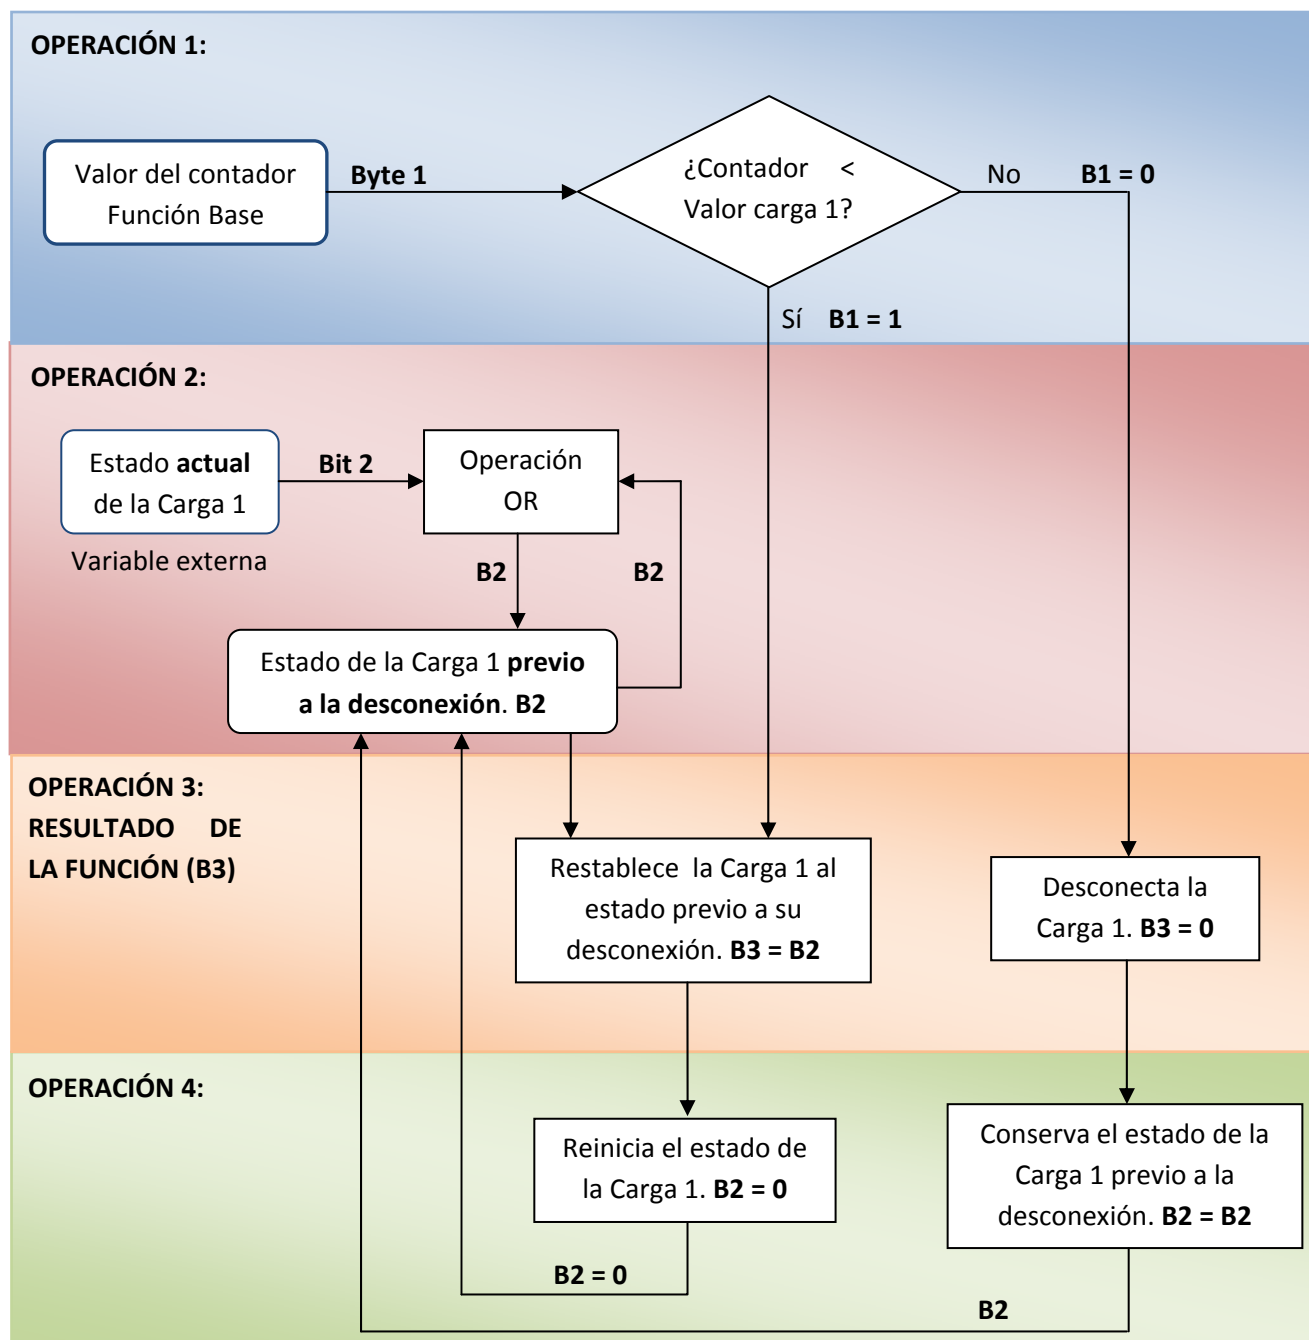 OPERACIÓN 1:
Valor del contador
Función Base
Byte 1
¿Contador <
Valor carga 1?
No B1 = 0
Sí B1 = 1
OPERACIÓN 2:
Estado actual
de la Carga 1
Bit 2
Operación
OR
Variable externa
B2
B2
Estado de la Carga 1 previo
a la desconexión. B2
OPERACIÓN 3:
RESULTADO DE
LA FUNCIÓN (B3)
Restablece la Carga 1 al
estado previo a su
desconexión. B3 = B2
Desconecta la
Carga 1. B3 = 0
OPERACIÓN 4:
Reinicia el estado de
la Carga 1. B2 = 0
Conserva el estado de la
Carga 1 previo a la
desconexión. B2 = B2
B2 = 0
B2